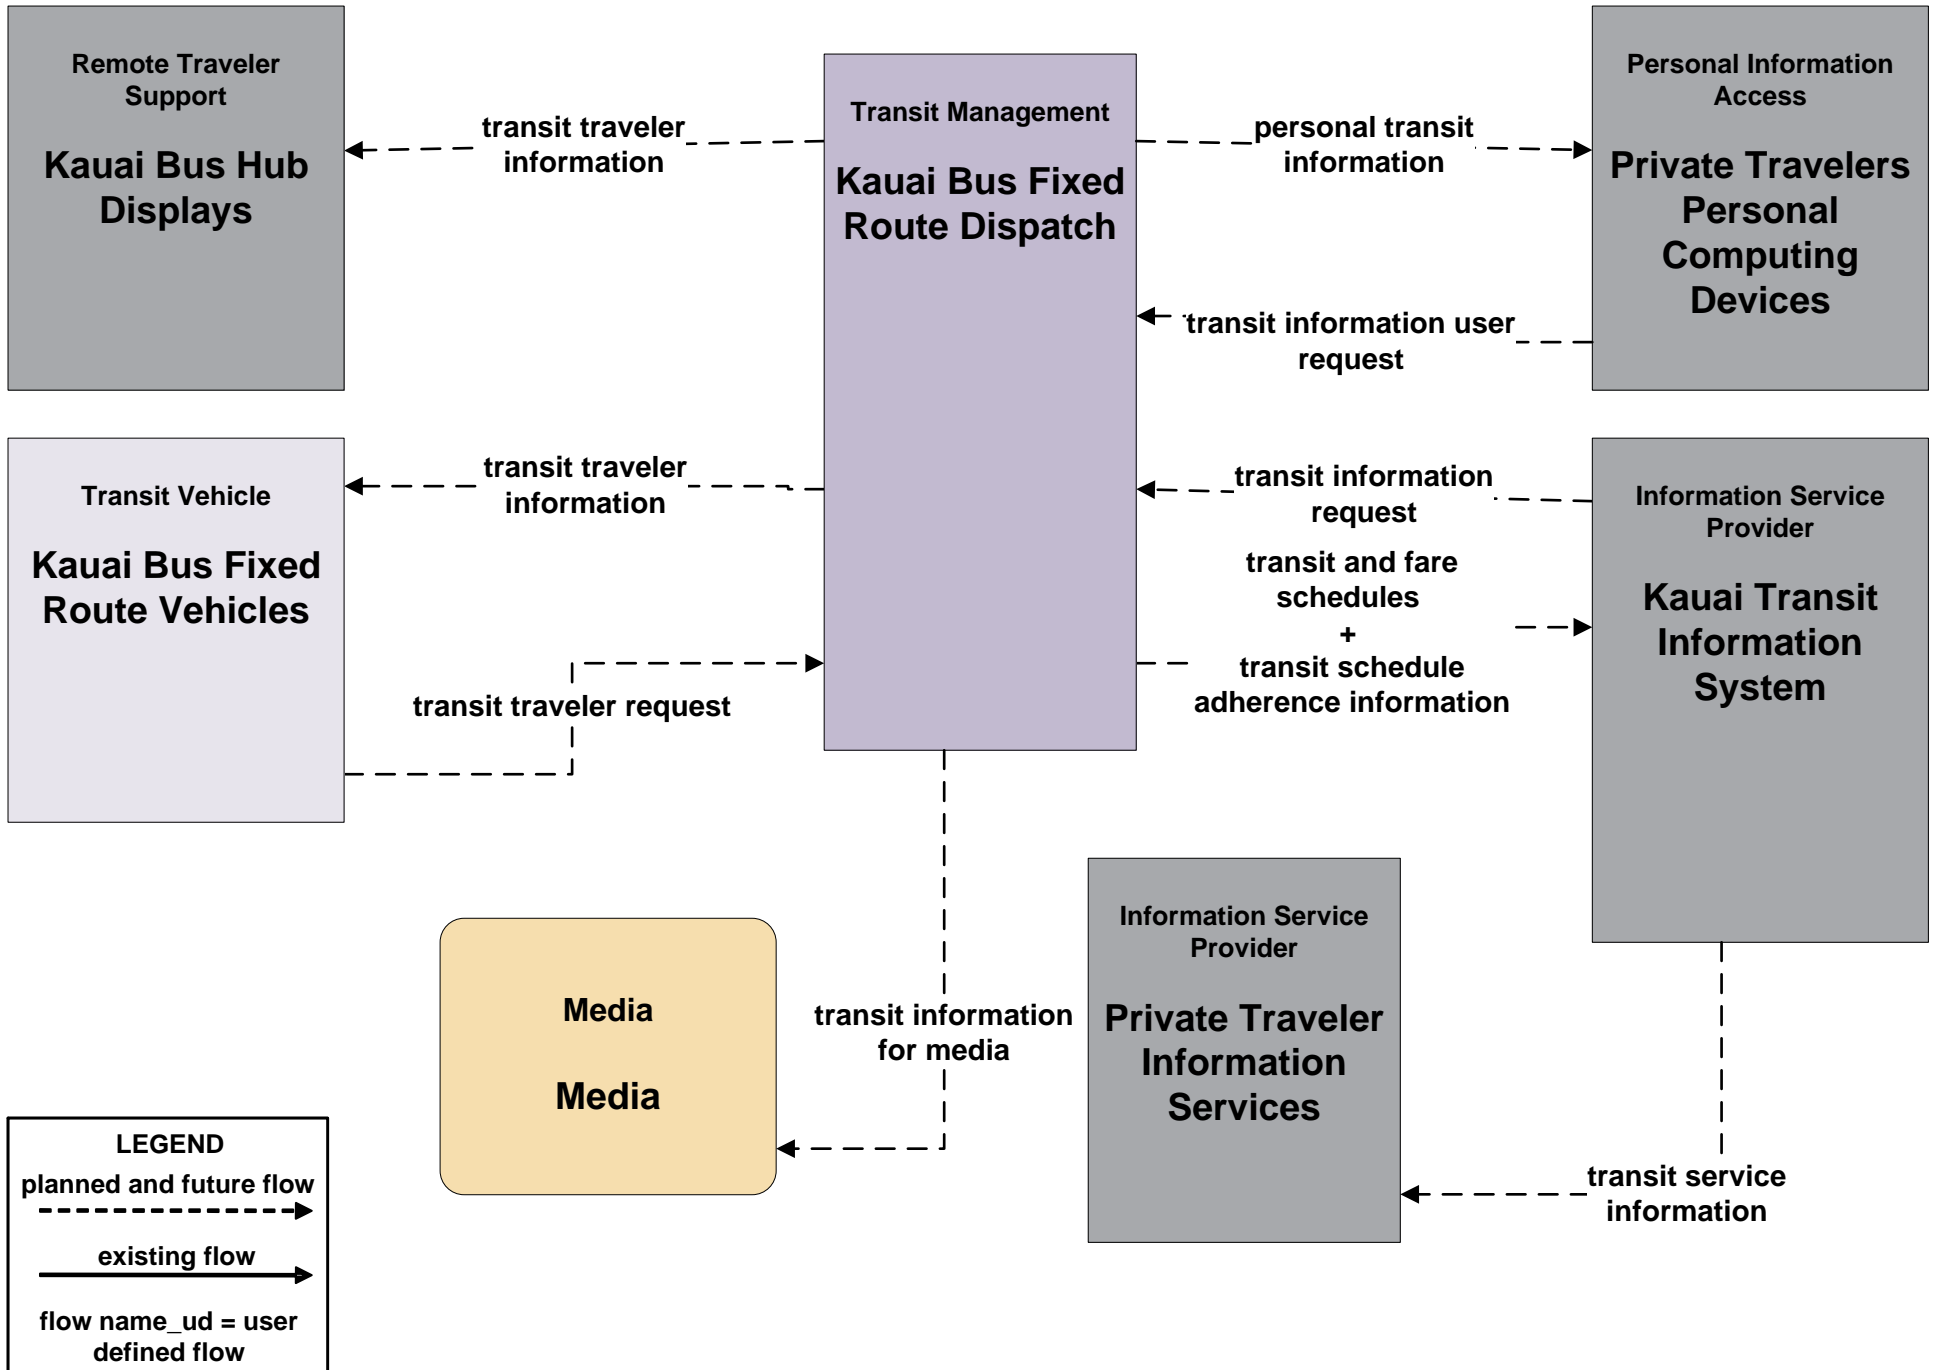 Remote Traveler
Support
Kauai Bus Hub
Displays
transit traveler
information
Transit Management
Kauai Bus Fixed
Route Dispatch
personal transit
information
Personal Information
Access
Private Travelers
Personal
Computing
Devices
transit information user
request
Transit Vehicle
Kauai Bus Fixed
Route Vehicles
transit traveler
information
transit traveler request
transit information
request
transit and fare
schedules
+
transit schedule
adherence information
Information Service
Provider
Kauai Transit
Information
System
Media
Media
transit information
for media
Information Service
Provider
Private Traveler
Information
Services
transit service
information
LEGEND
planned and future flow
existing flow
flow name_ud = user
defined flow